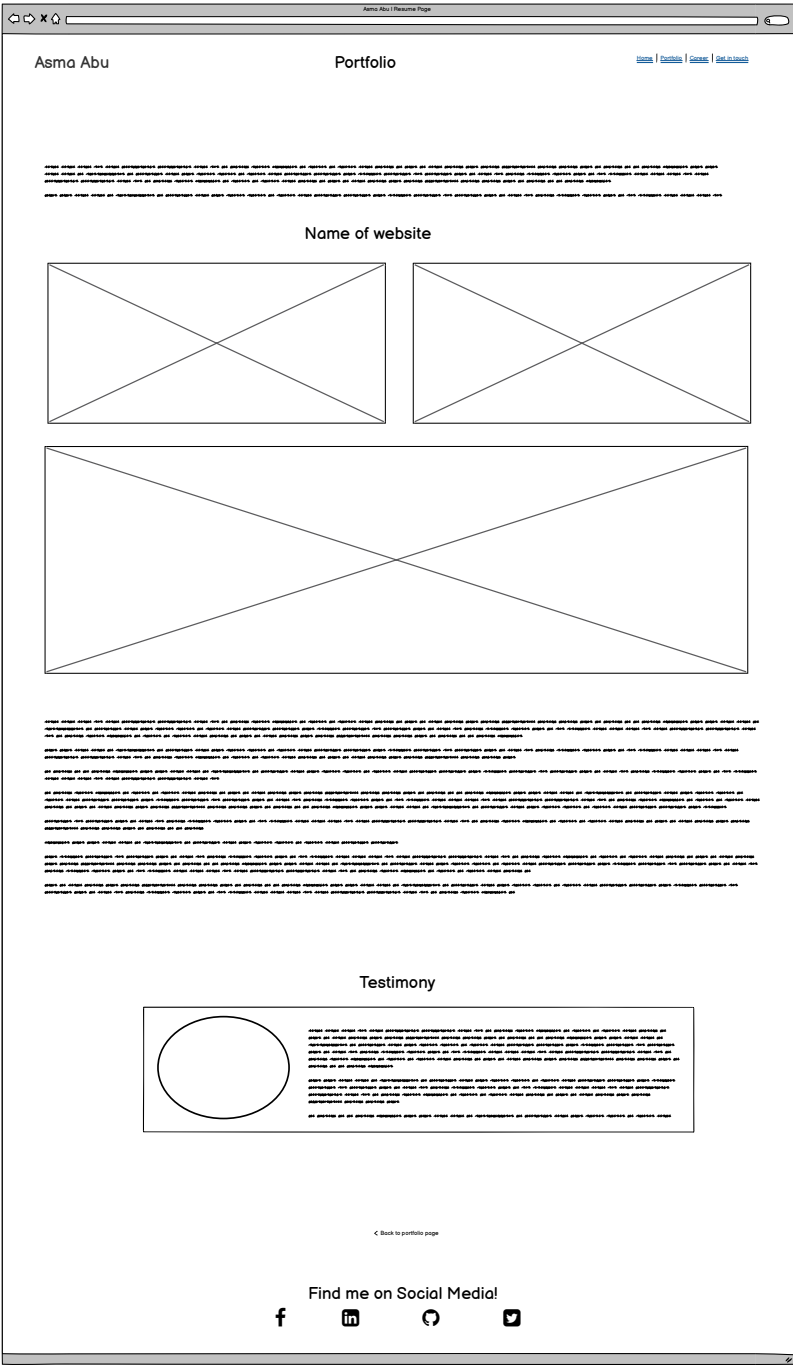 Asma Abu | Resume Page
Asma Abu
Portfolio
Home | Portfolio | Career | Get in touch
Name of website
Testimony
Back to portfolio page
Find me on Social Media!